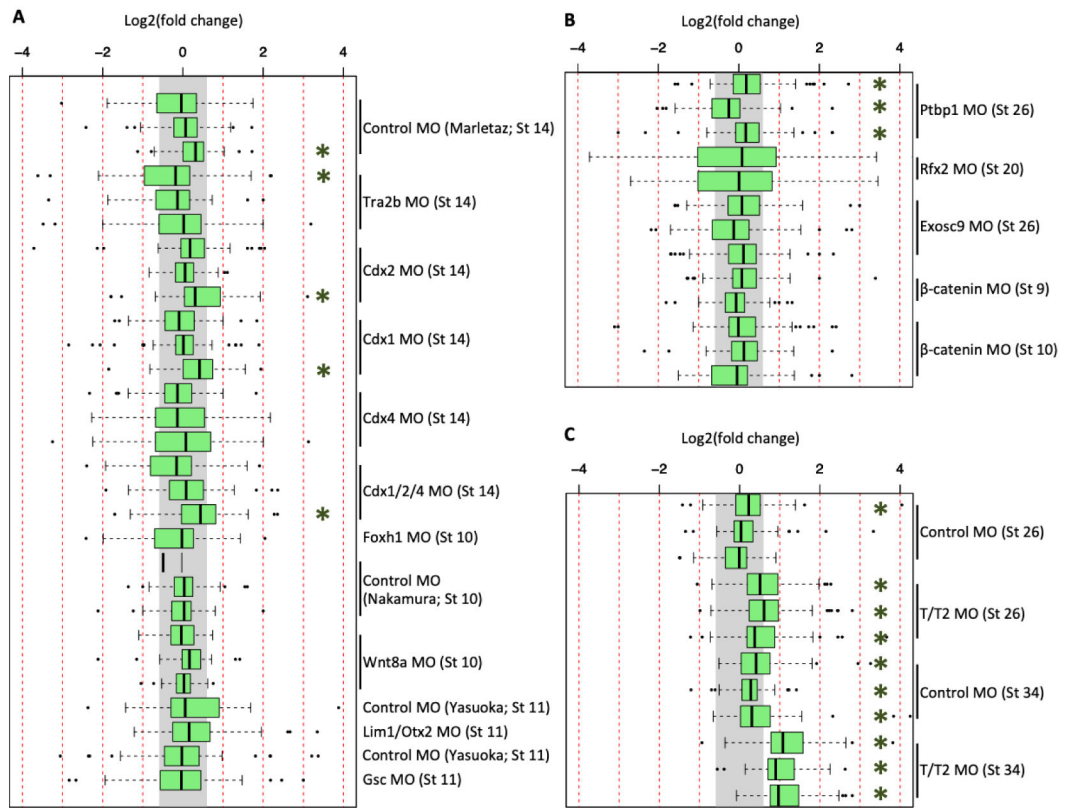 A
Log2(fold change)
−4 −2 0 2 4
Control MO (Marletaz; St 14)
*
*
Tra2b MO (St 14)
Cdx2 MO (St 14)
*
Cdx1 MO (St 14)
*
Cdx4 MO (St 14)
Cdx1/2/4 MO (St 14)
*
Foxh1 MO (St 10)
Control MO
(Nakamura; St 10)
Wnt8a MO (St 10)
Control MO (Yasuoka; St 11)
Lim1/Otx2 MO (St 11)
Control MO (Yasuoka; St 11)
Gsc MO (St 11)
B
Log2(fold change)
−4 −2 0 2 4
*
Ptbp1 MO (St 26)
*
*
Rfx2 MO (St 20)
Exosc9 MO (St 26)
β-catenin MO (St 9)
β-catenin MO (St 10)
C
Log2(fold change)
−4 −2 0 2 4
*
Control MO (St 26)
*
T/T2 MO (St 26)
*
*
*
Control MO (St 34)
*
*
*
T/T2 MO (St 34)
*
*